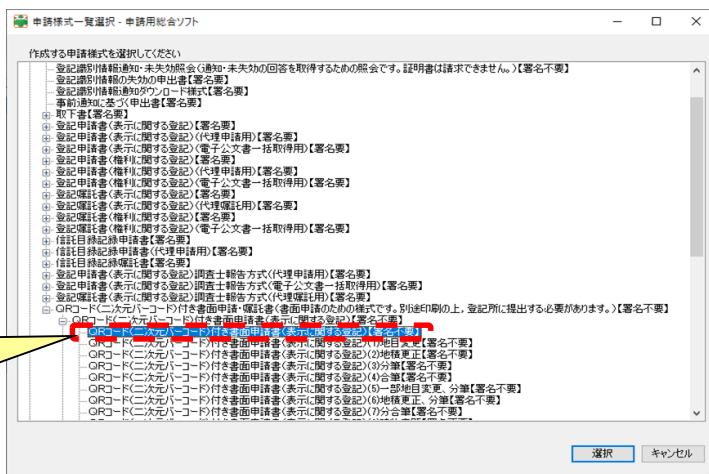 申請様式一覧選択 - 申請用総合ソフト
作成する申請様式を選択してください
登記識別情報通知・未失効照会（通知・未失効の回答を取得するための照会です。証明書は請求できません。）【署名不要】
登記識別情報の失効の申出書【署名要】
登記識別情報通知ダウンロード様式【署名要】
事前通知に基づく申出書【署名要】
取下書【署名要】
登記申請書（表示に関する登記）【署名要】
登記申請書（表示に関する登記）（代理申請用）【署名要】
登記申請書（表示に関する登記）（電子公文書一括取得用）【署名要】
登記申請書（権利に関する登記）【署名要】
登記申請書（権利に関する登記）（代理申請用）【署名要】
登記申請書（権利に関する登記）（電子公文書一括取得用）【署名要】
登記嘱託書（表示に関する登記）【署名要】
登記嘱託書（表示に関する登記）（代理嘱託用）【署名要】
登記嘱託書（権利に関する登記）【署名要】
登記嘱託書（権利に関する登記）（電子公文書一括取得用）【署名要】
信託目録記録申請書【署名要】
信託目録記録申請書（代理申請用）【署名要】
信託目録記録嘱託書【署名要】
登記申請書（表示に関する登記）調査士報告方式（代理申請用）【署名要】
登記申請書（表示に関する登記）調査士報告方式（電子公文書一括取得用）【署名要】
登記嘱託書（表示に関する登記）調査士報告方式（代理嘱託用）【署名要】
QRコード（二次元バーコード）付き書面申請・嘱託書（書面申請のための様式です。別途印刷の上，登記所に提出する必要があります。）【署名不要】
QRコード（二次元バーコード）付き書面申請書（表示に関する登記）【署名不要】
QRコード（二次元バーコード）付き書面申請書（表示に関する登記）【署名不要】
QRコード（二次元バーコード）付き書面申請書（表示に関する登記）(1)地目変更【署名不要】
QRコード（二次元バーコード）付き書面申請書（表示に関する登記）(2)地積更正【署名不要】
QRコード（二次元バーコード）付き書面申請書（表示に関する登記）(3)分筆【署名不要】
QRコード（二次元バーコード）付き書面申請書（表示に関する登記）(4)合筆【署名不要】
QRコード（二次元バーコード）付き書面申請書（表示に関する登記）(5)一部地目変更、分筆【署名不要】
QRコード（二次元バーコード）付き書面申請書（表示に関する登記）(6)地積更正、分筆【署名不要】
QRコード（二次元バーコード）付き書面申請書（表示に関する登記）(7)分合筆【署名不要】
選択
キャンセル